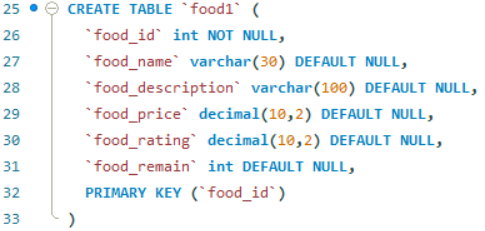 25 CREATE TABLE `food1` (
26 `food_id` int NOT NULL,
27 `food_name` varchar(30) DEFAULT NULL,
28 `food_description` varchar(100) DEFAULT NULL,
29 `food_price` decimal(10,2) DEFAULT NULL,
30 `food_rating` decimal(10,2) DEFAULT NULL,
31 `food_remain` int DEFAULT NULL,
32 PRIMARY KEY (`food_id`)
33 )